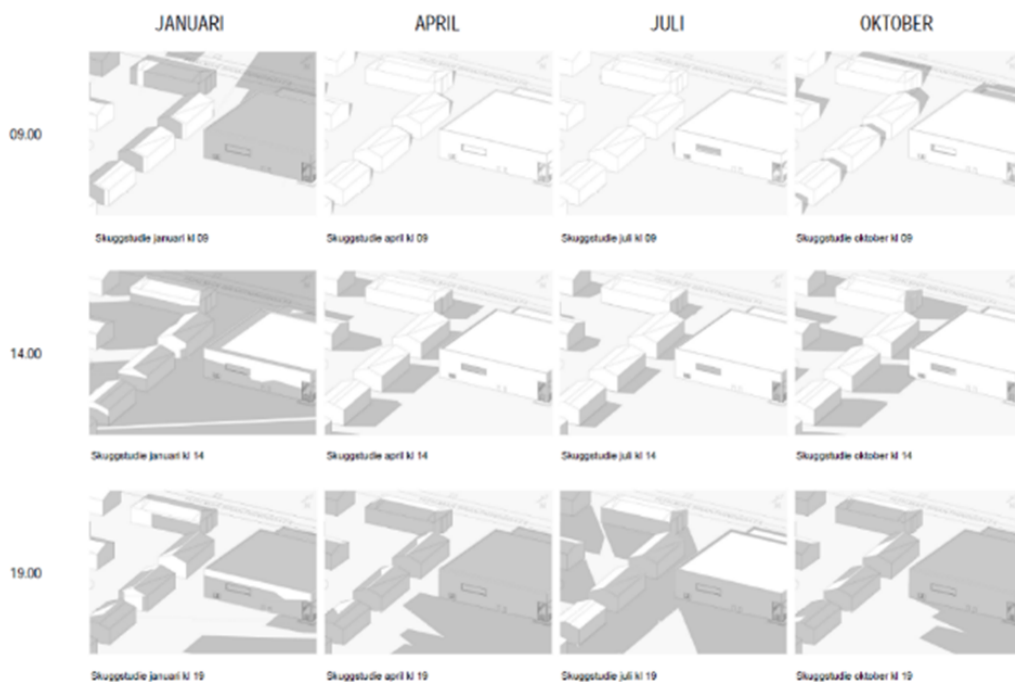 JANUARI APRIL JULI OKTOBER
09.00
Skuggstudie januari kl 09 Skuggstudie april kl 09 Skuggstudie juli kl 09 Skuggstudie oktober kl 09
14.00
Skuggstudie januari kl 14 Skuggstudie april kl 14 Skuggstudie juli kl 14 Skuggstudie oktober kl 14
19.00
Skuggstudie januari kl 19 Skuggstudie april kl 19 Skuggstudie juli kl 19 Skuggstudie oktober kl 19